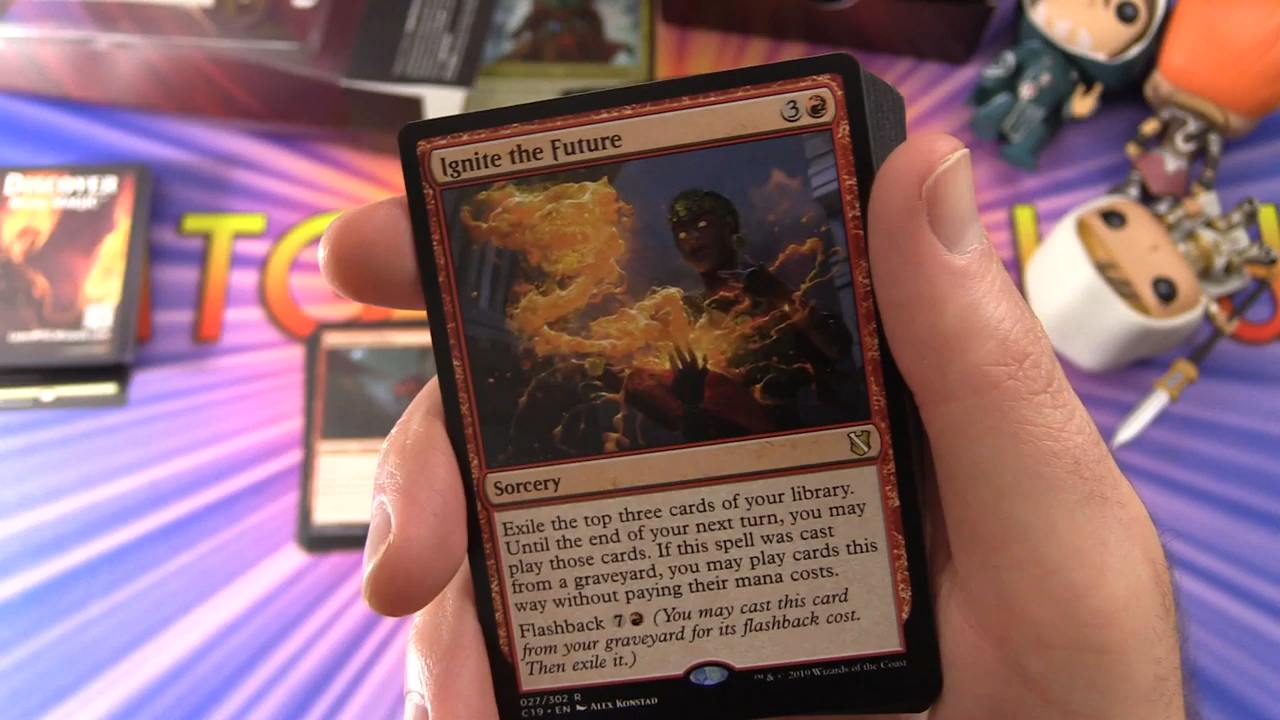 Ignite the Future
3
Sorcery
Exile the top three cards of your library.
Until the end of your next turn, you may
play those cards. If this spell was cast
from a graveyard, you may play cards this
way without paying their mana costs.
Flashback 7 (You may cast this card
from your graveyard for its flashback cost.
Then exile it.)
027/302 R
C19 • EN ALEX KONSTAD
™ & © 2019 Wizards of the Coast
DISCOVER